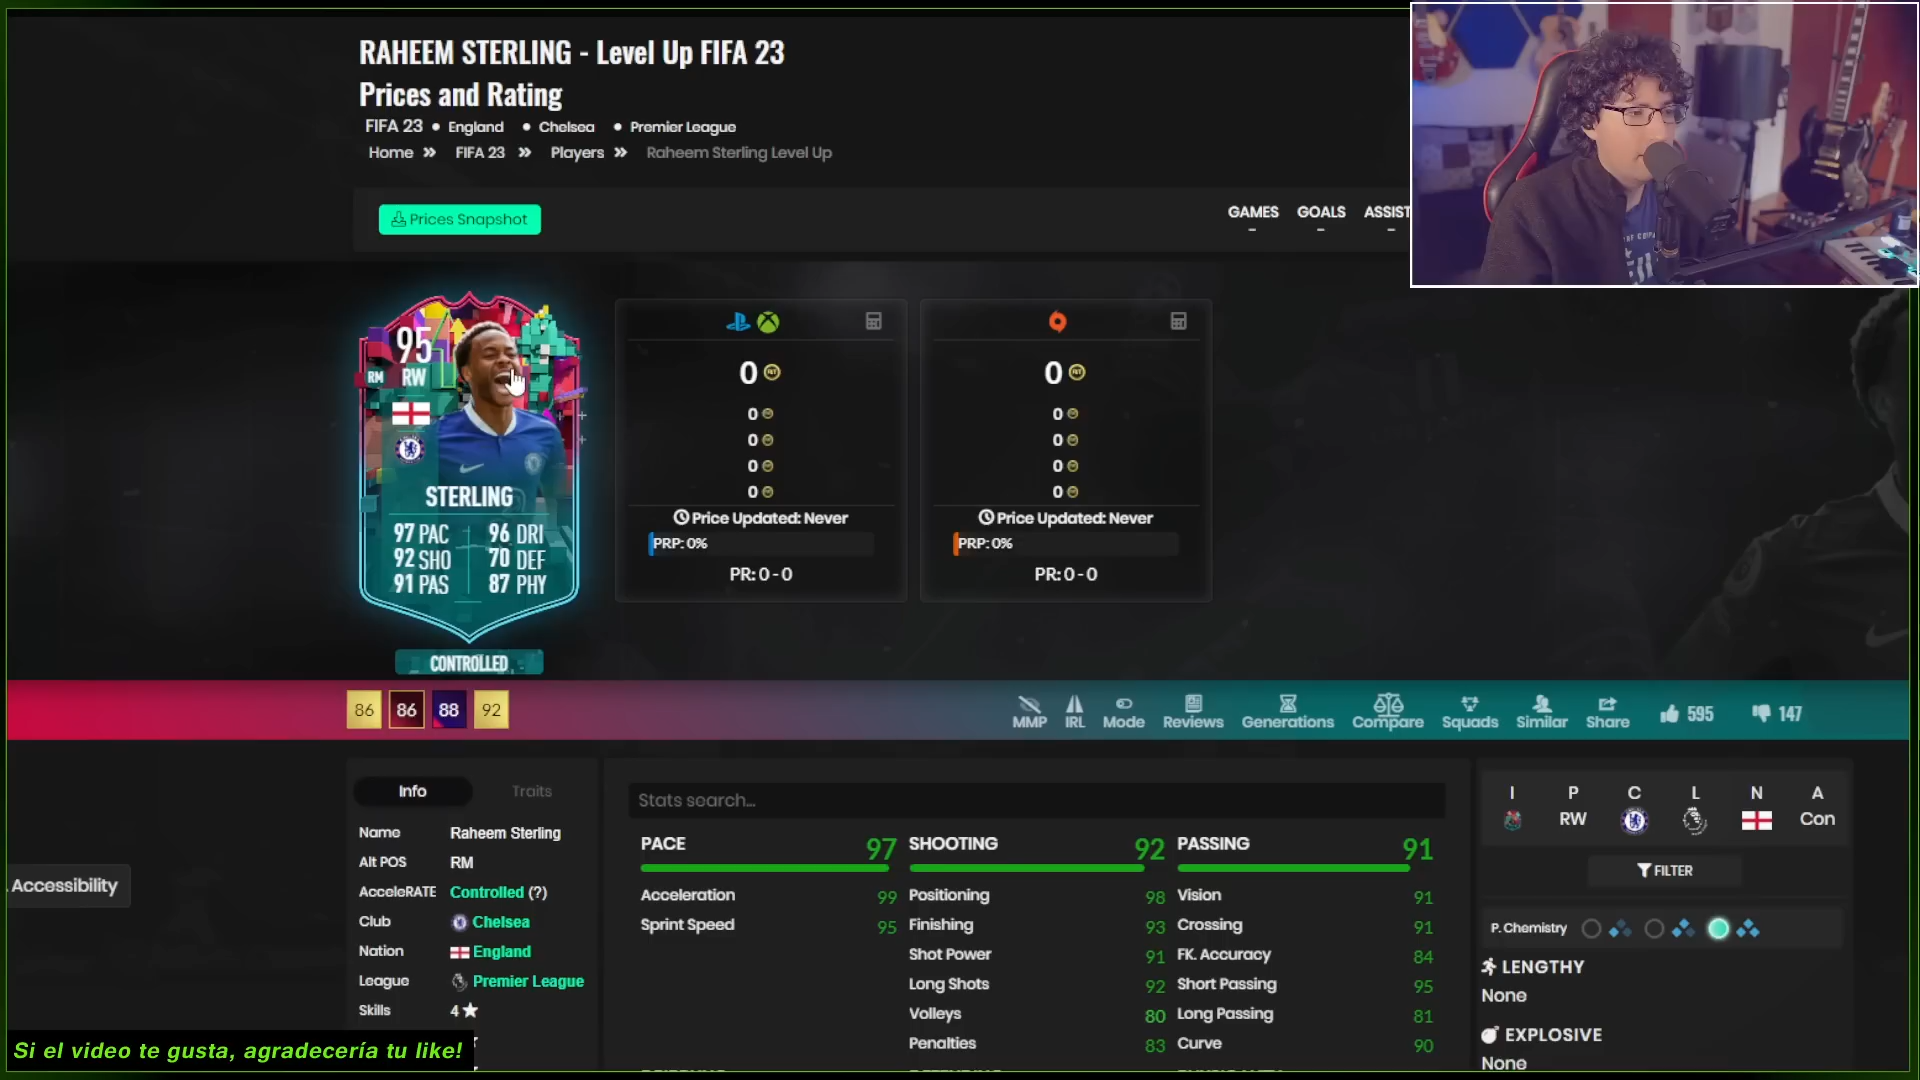 RAHEEM STERLING - Level Up FIFA 23
Prices and Rating
FIFA 23 • England • Chelsea • Premier League
Home » FIFA 23 » Players » Raheem Sterling Level Up
Prices Snapshot
GAMES GOALS ASSIST
- - -
95
RM RW
STERLING
97 PAC 96 DRI
92 SHO 70 DEF
91 PAS 87 PHY
CONTROLLED
0
0
0
0
0
Price Updated: Never
PRP: 0%
PR: 0 - 0
0
0
0
0
0
Price Updated: Never
PRP: 0%
PR: 0 - 0
86 86 88 92
MMP IRL Mode Reviews Generations Compare Squads Similar Share 595 147
Info Traits
Name Raheem Sterling
Alt POS RM
AcceleRATE Controlled (?)
Club Chelsea
Nation England
League Premier League
Skills 4★
Accessibility
Stats search...
PACE 97
Acceleration 99
Sprint Speed 95
SHOOTING 92
Positioning 98
Finishing 93
Shot Power 91
Long Shots 92
Volleys 80
Penalties 83
PASSING 91
Vision 91
Crossing 91
FK. Accuracy 84
Short Passing 95
Long Passing 81
Curve 90
I P C L N A
RW Con
FILTER
P. Chemistry
LENGTHY
None
EXPLOSIVE
None
Si el video te gusta, agradecería tu like!